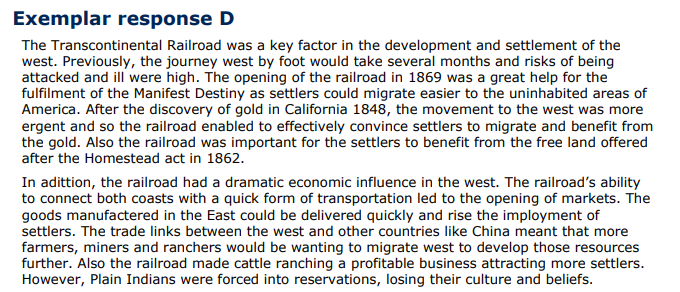 Exemplar response D
The Transcontinental Railroad was a key factor in the development and settlement of the
west. Previously, the journey west by foot would take several months and risks of being
attacked and ill were high. The opening of the railroad in 1869 was a great help for the
fulfilment of the Manifest Destiny as settlers could migrate easier to the uninhabited areas of
America. After the discovery of gold in California 1848, the movement to the west was more
ergent and so the railroad enabled to effectively convince settlers to migrate and benefit from
the gold. Also the railroad was important for the settlers to benefit from the free land offered
after the Homestead act in 1862.
In adittion, the railroad had a dramatic economic influence in the west. The railroad's ability
to connect both coasts with a quick form of transportation led to the opening of markets. The
goods manufactured in the East could be delivered quickly and rise the imployment of
settlers. The trade links between the west and other countries like China meant that more
farmers, miners and ranchers would be wanting to migrate west to develop those resources
further. Also the railroad made cattle ranching a profitable business attracting more settlers.
However, Plain Indians were forced into reservations, losing their culture and beliefs.